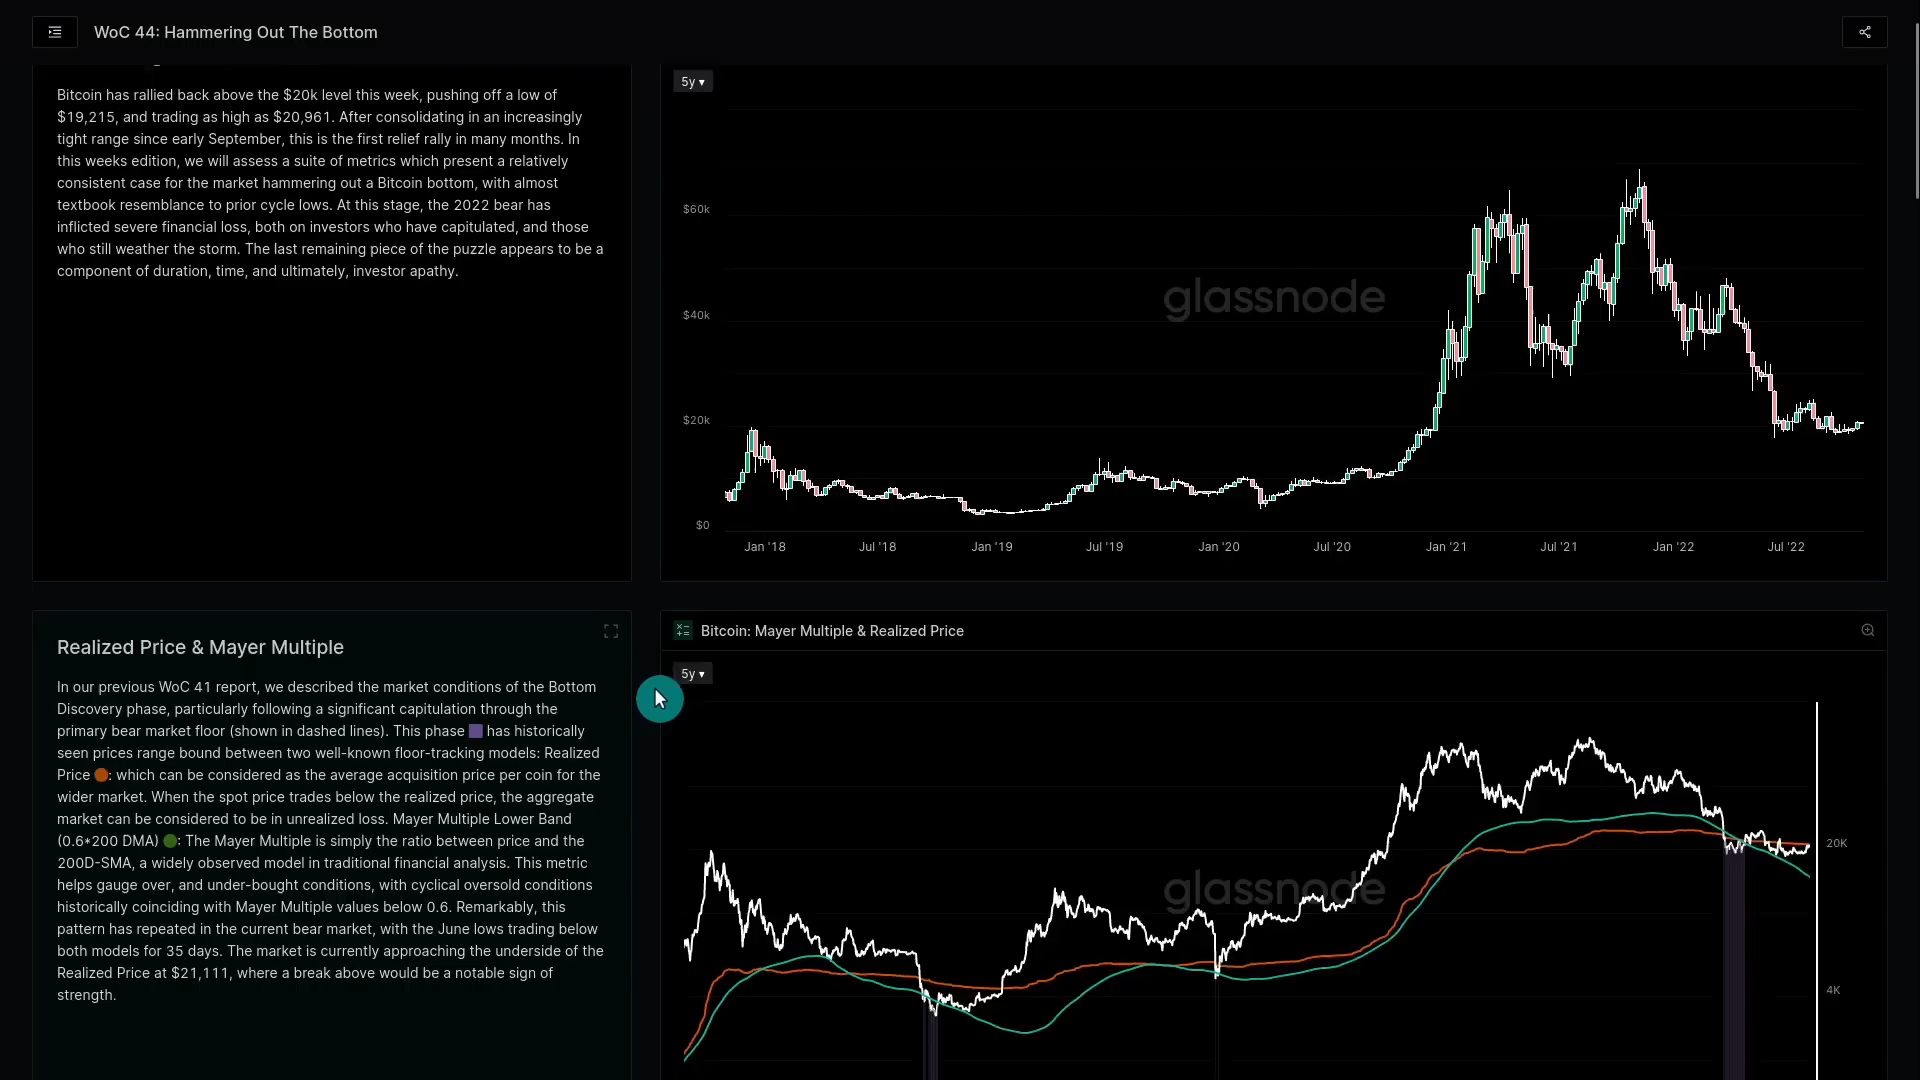 WoC 44: Hammering Out The Bottom
Bitcoin has rallied back above the $20k level this week, pushing off a low of
$19,215, and trading as high as $20,961. After consolidating in an increasingly
tight range since early September, this is the first relief rally in many months. In
this weeks edition, we will assess a suite of metrics which present a relatively
consistent case for the market hammering out a Bitcoin bottom, with almost
textbook resemblance to prior cycle lows. At this stage, the 2022 bear has
inflicted severe financial loss, both on investors who have capitulated, and those
who still weather the storm. The last remaining piece of the puzzle appears to be a
component of duration, time, and ultimately, investor apathy.
5y ▾
$60k
$40k
$20k
$0
glassnode
Jan '18 Jul '18 Jan '19 Jul '19 Jan '20 Jul '20 Jan '21 Jul '21 Jan '22 Jul '22
Realized Price & Mayer Multiple
In our previous WoC 41 report, we described the market conditions of the Bottom
Discovery phase, particularly following a significant capitulation through the
primary bear market floor (shown in dashed lines). This phase has historically
seen prices range bound between two well-known floor-tracking models: Realized
Price : which can be considered as the average acquisition price per coin for the
wider market. When the spot price trades below the realized price, the aggregate
market can be considered to be in unrealized loss. Mayer Multiple Lower Band
(0.6*200 DMA) : The Mayer Multiple is simply the ratio between price and the
200D-SMA, a widely observed model in traditional financial analysis. This metric
helps gauge over, and under-bought conditions, with cyclical oversold conditions
historically coinciding with Mayer Multiple values below 0.6. Remarkably, this
pattern has repeated in the current bear market, with the June lows trading below
both models for 35 days. The market is currently approaching the underside of the
Realized Price at $21,111, where a break above would be a notable sign of
strength.
Bitcoin: Mayer Multiple & Realized Price
5y ▾
glassnode
20K
4K